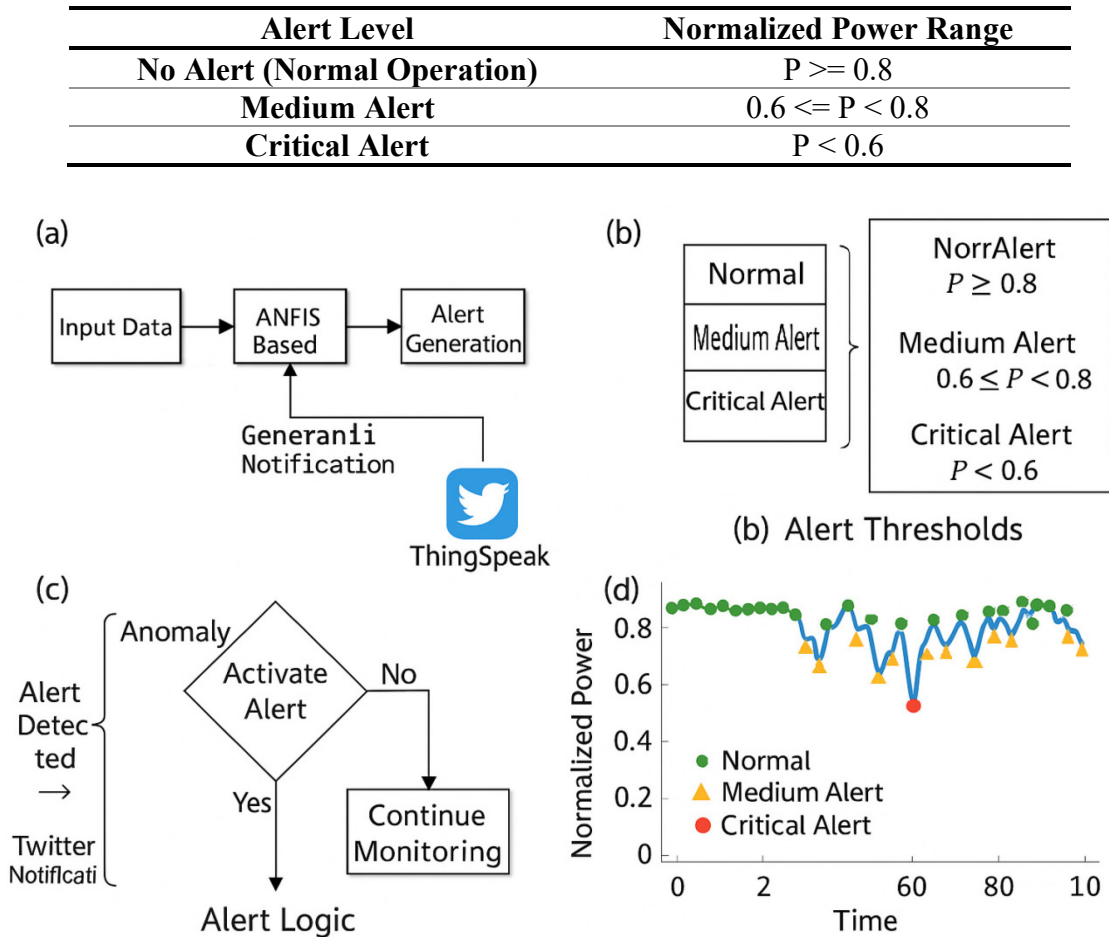 Alert Level Normalized Power Range
No Alert (Normal Operation) P >= 0.8
Medium Alert 0.6 <= P < 0.8
Critical Alert P < 0.6
(a)
Input Data
ANFIS
Based
Alert
Generation
Generanıi
Notification
ThingSpeak
(b)
Normal
Medium Alert
Critical Alert
NorrAlert
P ≥ 0.8
Medium Alert
0.6 ≤ P < 0.8
Critical Alert
P < 0.6
(b) Alert Thresholds
(c)
Anomaly
Alert
Detec
ted
→
Twitter
Notiflcati
Activate
Alert
No
Yes
Continue
Monitoring
Alert Logic
(d)
Normalized Power
0.8
0.6
0.4
0.2
0
Normal
Medium Alert
Critical Alert
0 2 60 80 10
Time